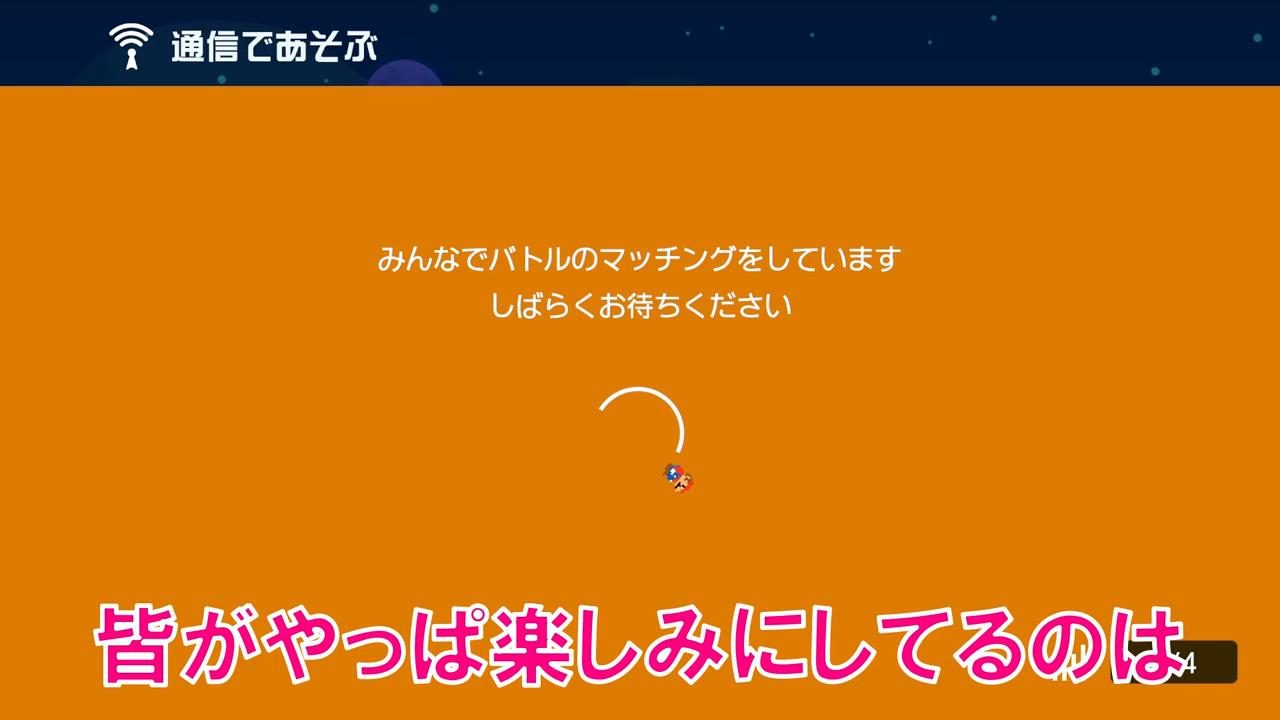 通信であそぶ
みんなでバトルのマッチングをしています
しばらくお待ちください
皆がやっぱ楽しみにしてるのは
/4